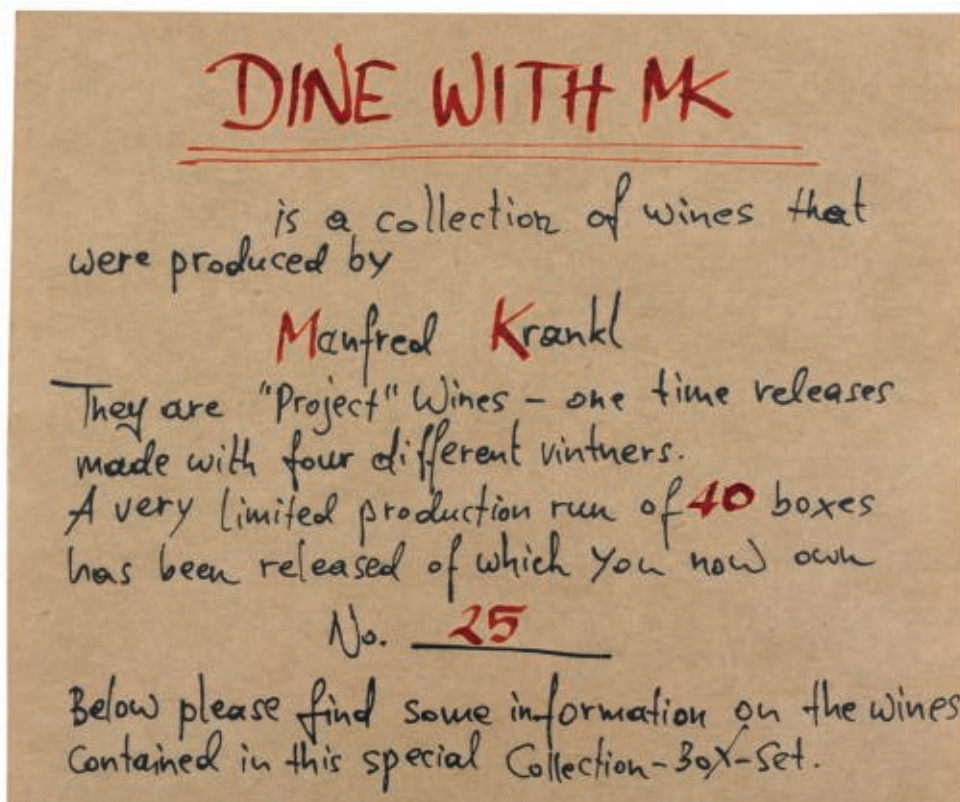 DINE WITH MK
is a collection of wines that
were produced by
Manfred Krankl
They are "Project" Wines - one time releases
made with four different vintners.
A very limited production run of 40 boxes
has been released of which you now own
No. 25
Below please find some information on the wines
Contained in this special Collection-Box-Set.